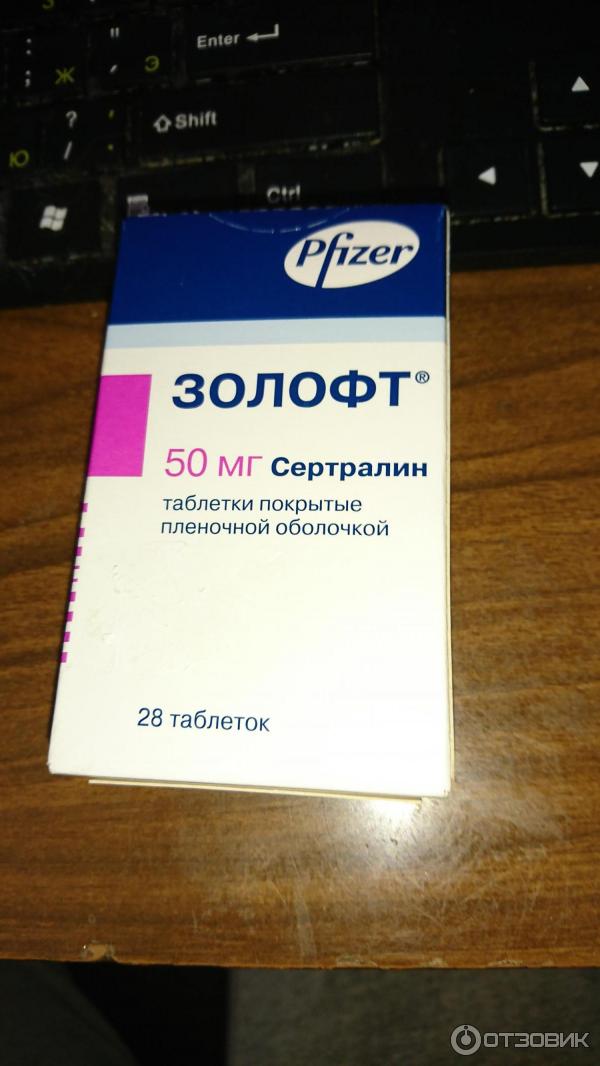 З
: "
; Ж ' Э
Enter
? .
Ю /
Shift
Ctrl
Pfizer
ЗОЛОФТ®
50 мг Сертралин
таблетки покрытые
пленочной оболочкой
28 таблеток
ОТЗОВИК